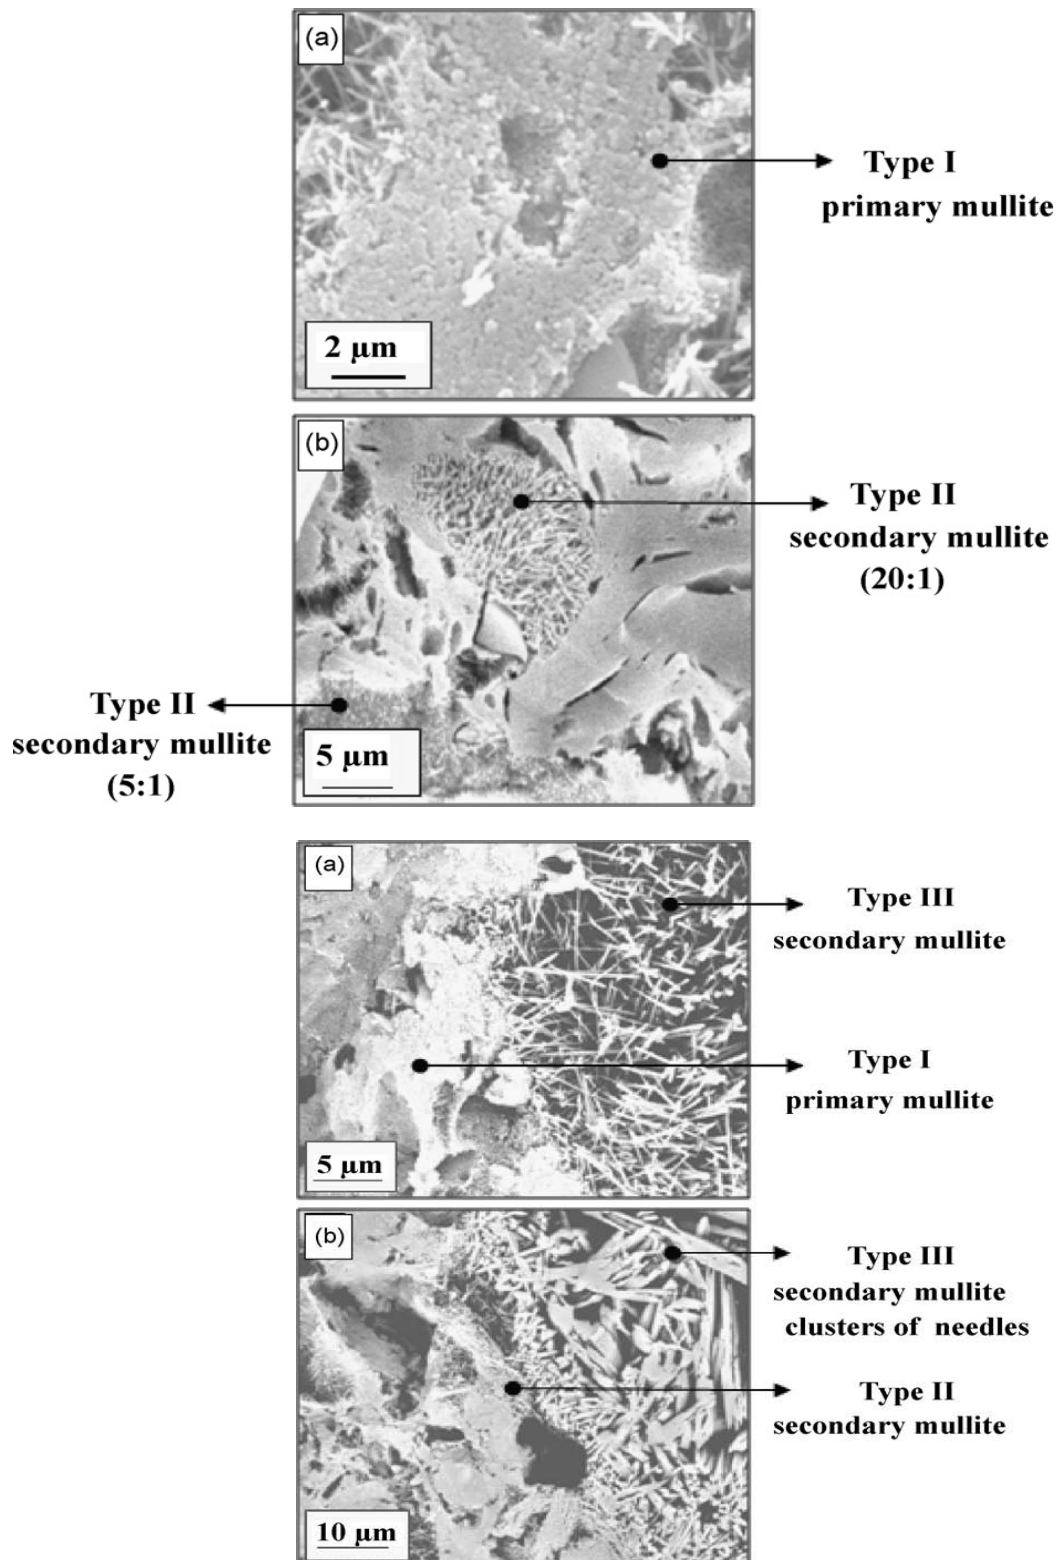 (a)
Type I
primary mullite
2 μm
(b)
Type II
secondary mullite
(20:1)
Type II
secondary mullite
(5:1)
5 μm
(a)
Type III
secondary mullite
Type I
primary mullite
5 μm
(b)
Type III
secondary mullite
clusters of needles
Type II
secondary mullite
10 μm